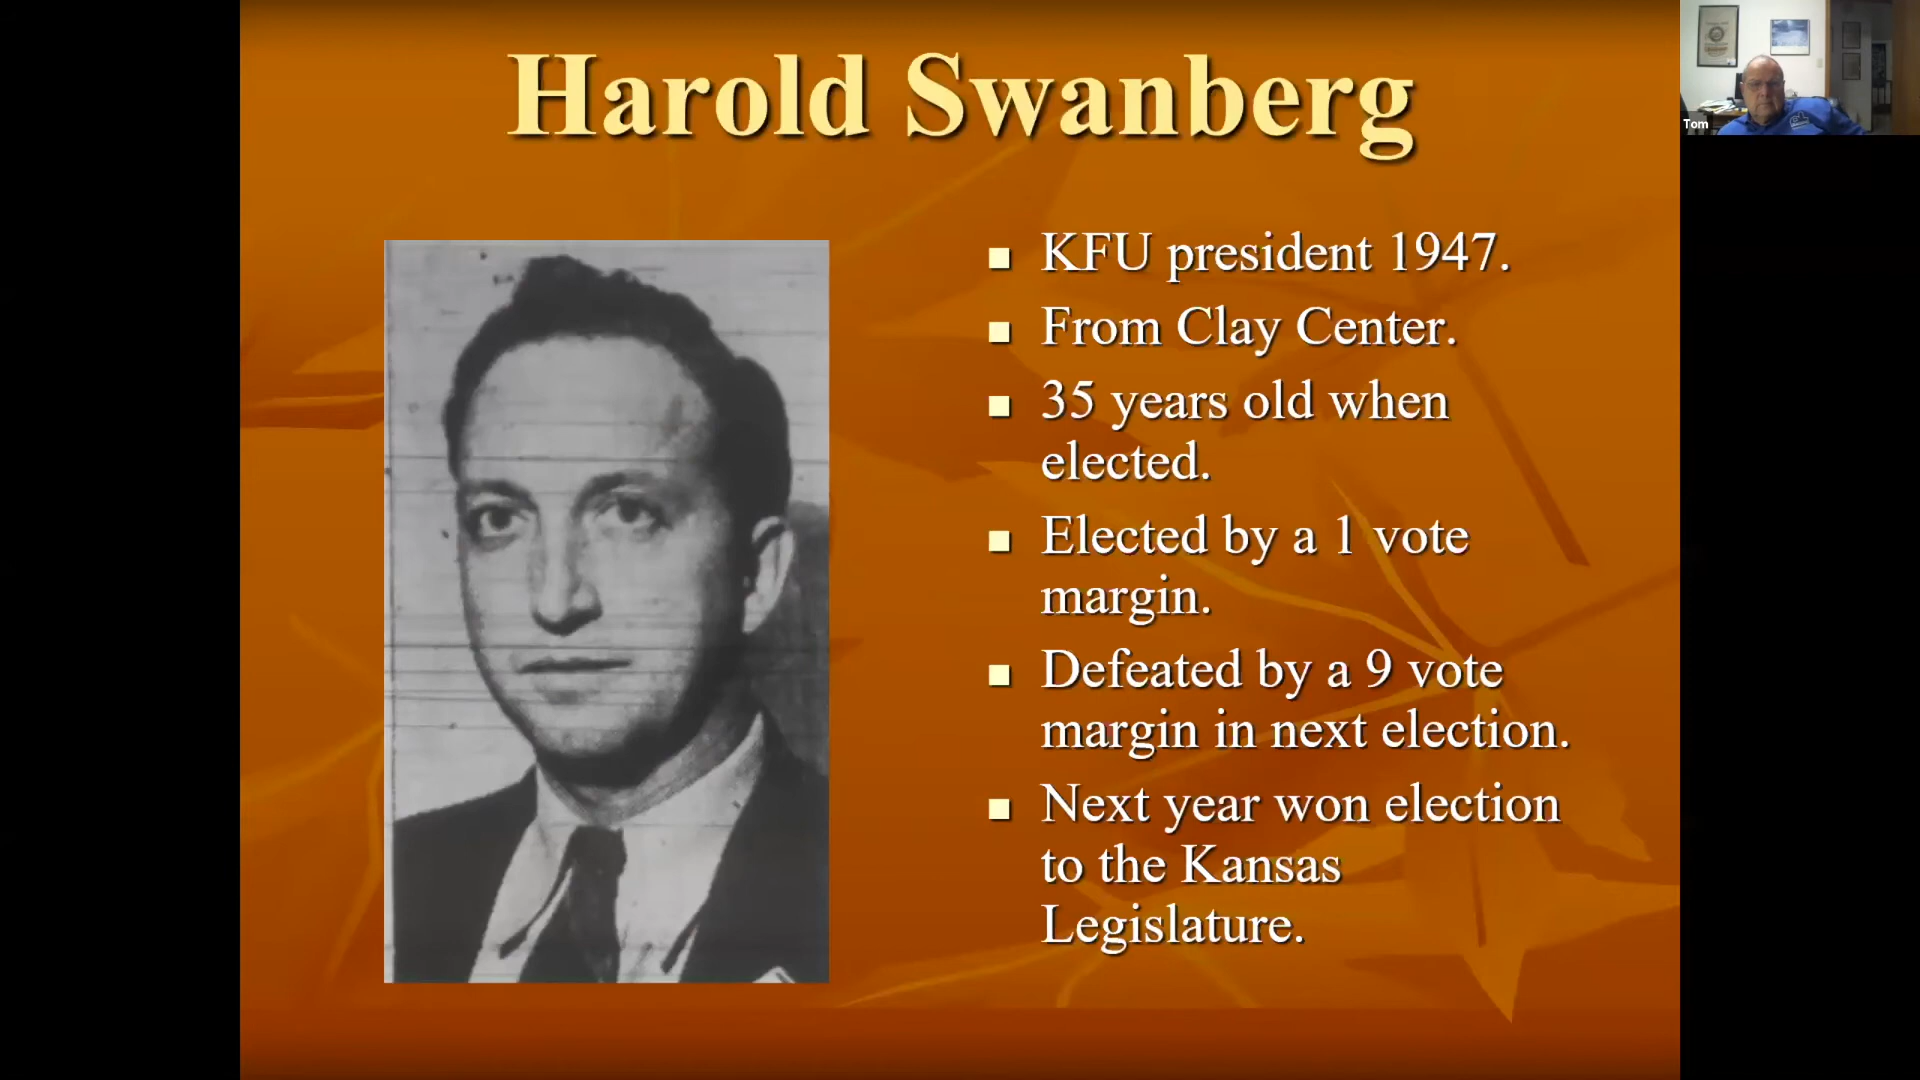 Harold Swanberg
Tom
KFU president 1947.
From Clay Center.
35 years old when
elected.
Elected by a 1 vote
margin.
Defeated by a 9 vote
margin in next election.
Next year won election
to the Kansas
Legislature.